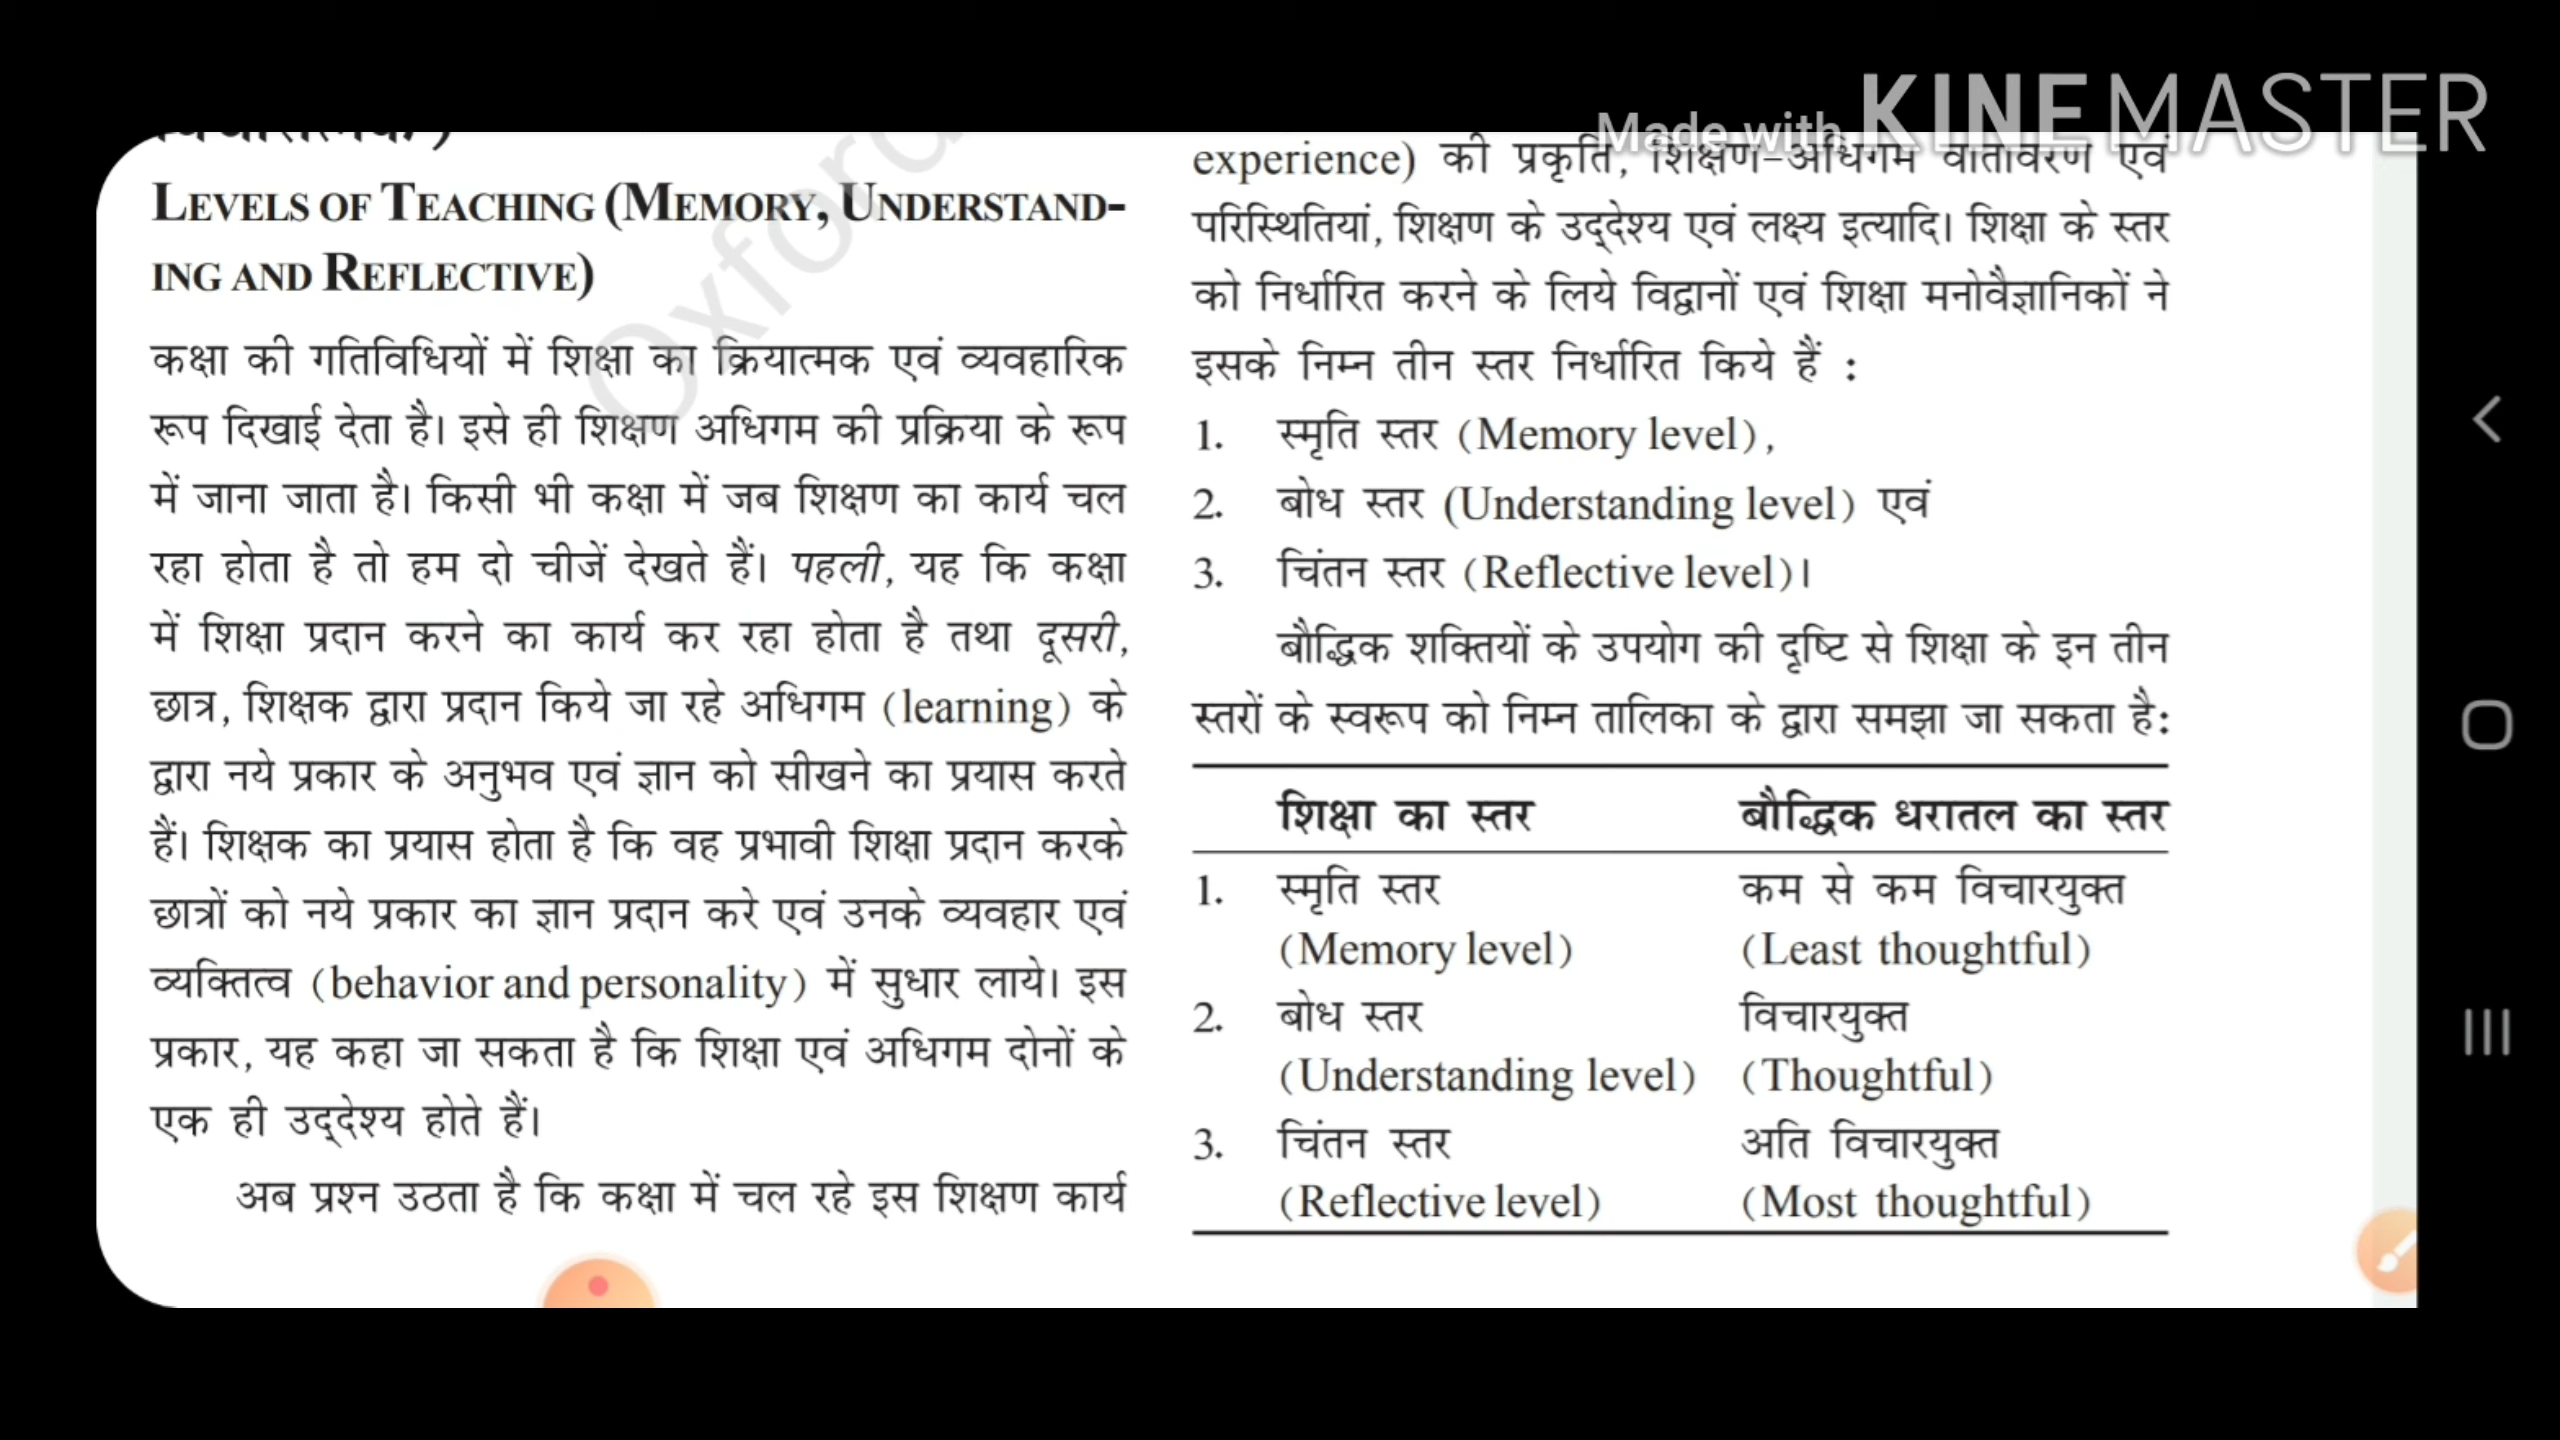 Made with KINEMASTER
LEVELS OF TEACHING (MEMORY, UNDERSTAND-
ING AND REFLECTIVE)
कक्षा की गतिविधियों में शिक्षा का क्रियात्मक एवं व्यवहारिक
रूप दिखाई देता है। इसे ही शिक्षण अधिगम की प्रक्रिया के रूप
में जाना जाता है। किसी भी कक्षा में जब शिक्षण का कार्य चल
रहा होता है तो हम दो चीजें देखते हैं। पहली, यह कि कक्षा
में शिक्षा प्रदान करने का कार्य कर रहा होता है तथा दूसरी,
छात्र, शिक्षक द्वारा प्रदान किये जा रहे अधिगम (learning) के
द्वारा नये प्रकार के अनुभव एवं ज्ञान को सीखने का प्रयास करते
हैं। शिक्षक का प्रयास होता है कि वह प्रभावी शिक्षा प्रदान करके
छात्रों को नये प्रकार का ज्ञान प्रदान करे एवं उनके व्यवहार एवं
व्यक्तित्व (behavior and personality) में सुधार लाये। इस
प्रकार, यह कहा जा सकता है कि शिक्षा एवं अधिगम दोनों के
एक ही उद्‌देश्य होते हैं।
अब प्रश्न उठता है कि कक्षा में चल रहे इस शिक्षण कार्य
Oxford
experience) की प्रकृति, शिक्षण-अधिगम वातावरण एवं
परिस्थितियां, शिक्षण के उद्‌देश्य एवं लक्ष्य इत्यादि। शिक्षा के स्तर
को निर्धारित करने के लिये विद्वानों एवं शिक्षा मनोवैज्ञानिकों ने
इसके निम्न तीन स्तर निर्धारित किये हैं :
1. स्मृति स्तर (Memory level),
2. बोध स्तर (Understanding level) एवं
3. चिंतन स्तर (Reflective level)।
बौद्धिक शक्तियों के उपयोग की दृष्टि से शिक्षा के इन तीन
स्तरों के स्वरूप को निम्न तालिका के द्वारा समझा जा सकता है:
शिक्षा का स्तर बौद्धिक धरातल का स्तर
1. स्मृति स्तर कम से कम विचारयुक्त
(Memory level) (Least thoughtful)
2. बोध स्तर विचारयुक्त
(Understanding level) (Thoughtful)
3. चिंतन स्तर अति विचारयुक्त
(Reflective level) (Most thoughtful)